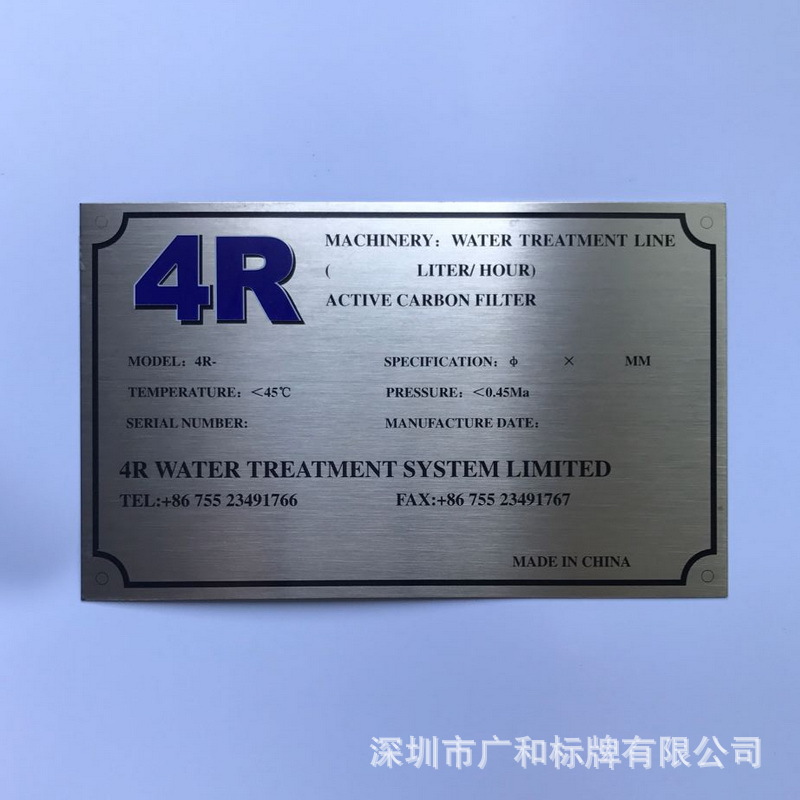 4R
MACHINERY: WATER TREATMENT LINE
( LITER/ HOUR)
ACTIVE CARBON FILTER
MODEL: 4R- SPECIFICATION: ϕ × MM
TEMPERATURE: <45℃ PRESSURE: <0.45Ma
SERIAL NUMBER: MANUFACTURE DATE:
4R WATER TREATMENT SYSTEM LIMITED
TEL:+86 755 23491766 FAX:+86 755 23491767
MADE IN CHINA
深圳市广和标牌有限公司